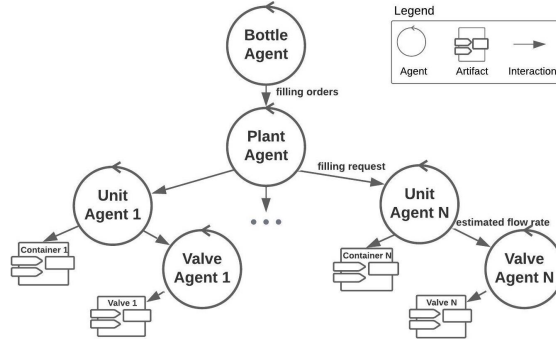 Legend
Agent
Artifact
Interaction
Bottle
Agent
filling orders
Plant
Agent
filling request
Unit
Agent 1
Unit
Agent N
estimated flow rate
Container 1
Valve
Agent 1
Container N
Valve
Agent N
Valve 1
Valve N